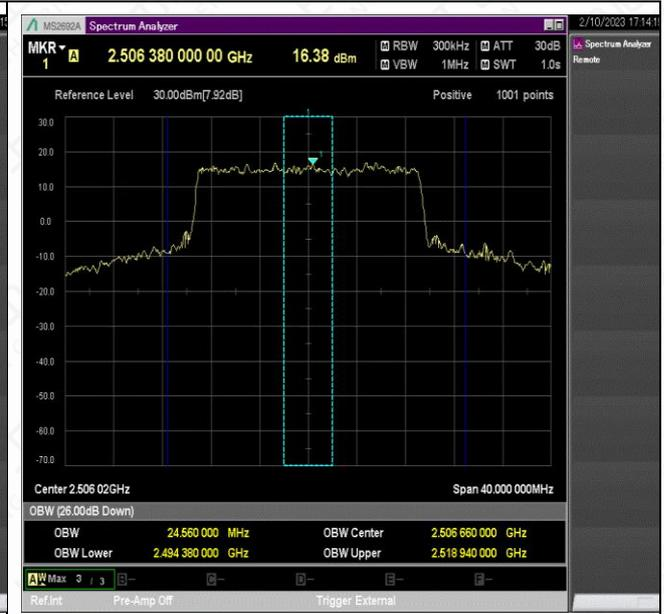 MS2692A Spectrum Analyzer
2/10/2023 17:14:1
MKR 1 A 2.506 380 000 00 GHz 16.38 dBm
M RBW 300kHz M ATT 30dB
M VBW 1MHz M SWT 1.0s
Spectrum Analyzer
Remote
Reference Level 30.00dBm[7.92dB] Positive 1001 points
1
30.0
20.0
1
10.0
0.0
-10.0
-20.0
-30.0
-40.0
-50.0
-60.0
-70.0
Center 2.506 02GHz Span 40.000 000MHz
OBW (26.00dB Down)
OBW 24.560 000 MHz OBW Center 2.506 660 000 GHz
OBW Lower 2.494 380 000 GHz OBW Upper 2.518 940 000 GHz
A W Max 3 / 3 B- C- D- E- F-
Ref.Int Pre-Amp Off Trigger External